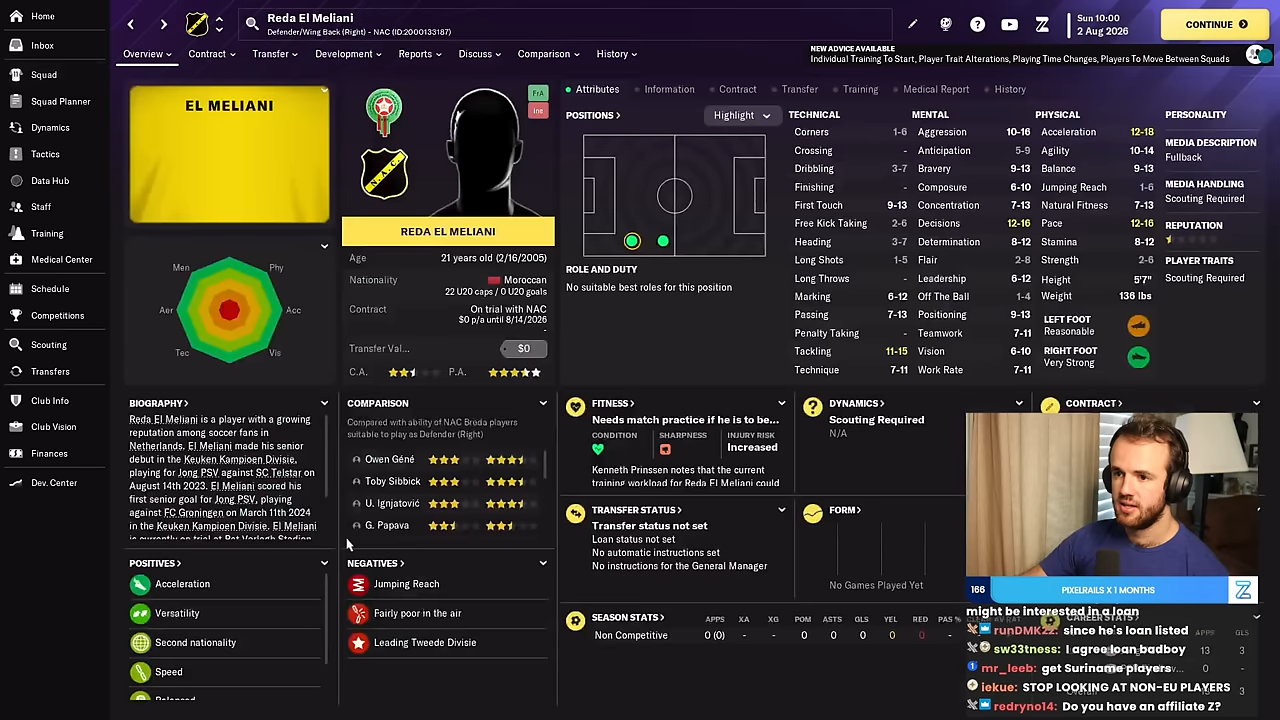 Home
Inbox
Squad
Squad Planner
Dynamics
Tactics
Data Hub
Staff
Training
Medical Center
Schedule
Competitions
Scouting
Transfers
Club Info
Club Vision
Finances
Dev. Center
Reda El Meliani
Defender/Wing Back (Right) - NAC (ID:2000133187)
Sun 10:00
2 Aug 2026
CONTINUE
Overview
Contract
Transfer
Development
Reports
Discuss
Comparison
History
NEW ADVICE AVAILABLE
Individual Training To Start, Player Trait Alterations, Playing Time Changes, Players To Move Between Squads
EL MELIANI
Men
Phy
Aer
Acc
Tec
Vis
FrA
Ine
N.A.C.
REDA EL MELIANI
Age 21 years old (2/16/2005)
Nationality Moroccan
22 U20 caps / 0 U20 goals
Contract On trial with NAC
$0 p/a until 8/14/2026
-
Transfer Val... $0
C.A. P.A.
Attributes
Information
Contract
Transfer
Training
Medical Report
History
POSITIONS >
Highlight
ROLE AND DUTY
No suitable best roles for this position
TECHNICAL
Corners 1-6
Crossing -
Dribbling 3-7
Finishing -
First Touch 9-13
Free Kick Taking 2-6
Heading 3-7
Long Shots 1-5
Long Throws -
Marking 6-12
Passing 7-13
Penalty Taking -
Tackling 11-15
Technique 7-11
MENTAL
Aggression 10-16
Anticipation 5-9
Bravery 9-13
Composure 6-10
Concentration 7-13
Decisions 12-16
Determination 8-12
Flair 2-8
Leadership 6-12
Off The Ball 1-4
Positioning 9-13
Teamwork 7-11
Vision 6-10
Work Rate 7-11
PHYSICAL
Acceleration 12-18
Agility 10-14
Balance 9-13
Jumping Reach 1-6
Natural Fitness 7-13
Pace 12-16
Stamina 8-12
Strength 2-6
Height 5'7"
Weight 136 lbs
LEFT FOOT
Reasonable
RIGHT FOOT
Very Strong
PERSONALITY
MEDIA DESCRIPTION
Fullback
MEDIA HANDLING
Scouting Required
REPUTATION
PLAYER TRAITS
Scouting Required
BIOGRAPHY >
Reda El Meliani is a player with a growing
reputation among soccer fans in
Netherlands. El Meliani made his senior
debut in the Keuken Kampioen Divisie,
playing for Jong PSV against SC Telstar on
August 14th 2023. El Meliani scored his
first senior goal for Jong PSV, playing
against FC Groningen on March 11th 2024
in the Keuken Kampioen Divisie. El Meliani
is currently on trial at Rat Verlegh Stadion
POSITIVES >
Acceleration
Versatility
Second nationality
Speed
Balanced
COMPARISON
Compared with ability of NAC Breda players
suitable to play as Defender (Right)
Owen Géné
Toby Sibbick
U. Ignjatović
G. Papava
NEGATIVES >
Jumping Reach
Fairly poor in the air
Leading Tweede Divisie
FITNESS >
Needs match practice if he is to be...
CONDITION
SHARPNESS
INJURY RISK
Increased
Kenneth Prinssen notes that the current
training workload for Reda El Meliani could
DYNAMICS >
Scouting Required
N/A
CONTRACT >
TRANSFER STATUS >
Transfer status not set
Loan status not set
No automatic instructions set
No instructions for the General Manager
FORM >
No Games Played Yet
SEASON STATS > APPS XA XG POM ASTS GLS YEL RED PAS %
Non Competitive 0 (0) - - 0 0 0 0 0 -
CAREER STATS
GLS
13 3
0 -
3
166
PIXELRAILS X 1 MONTHS
Z
might be interested in a loan
runDMK22: since he's loan listed
sw33tness: I agree loan badboy
mr_leeb: get Suriname players
iekue: STOP LOOKING AT NON-EU PLAYERS
redryno14: Do you have an affiliate Z?